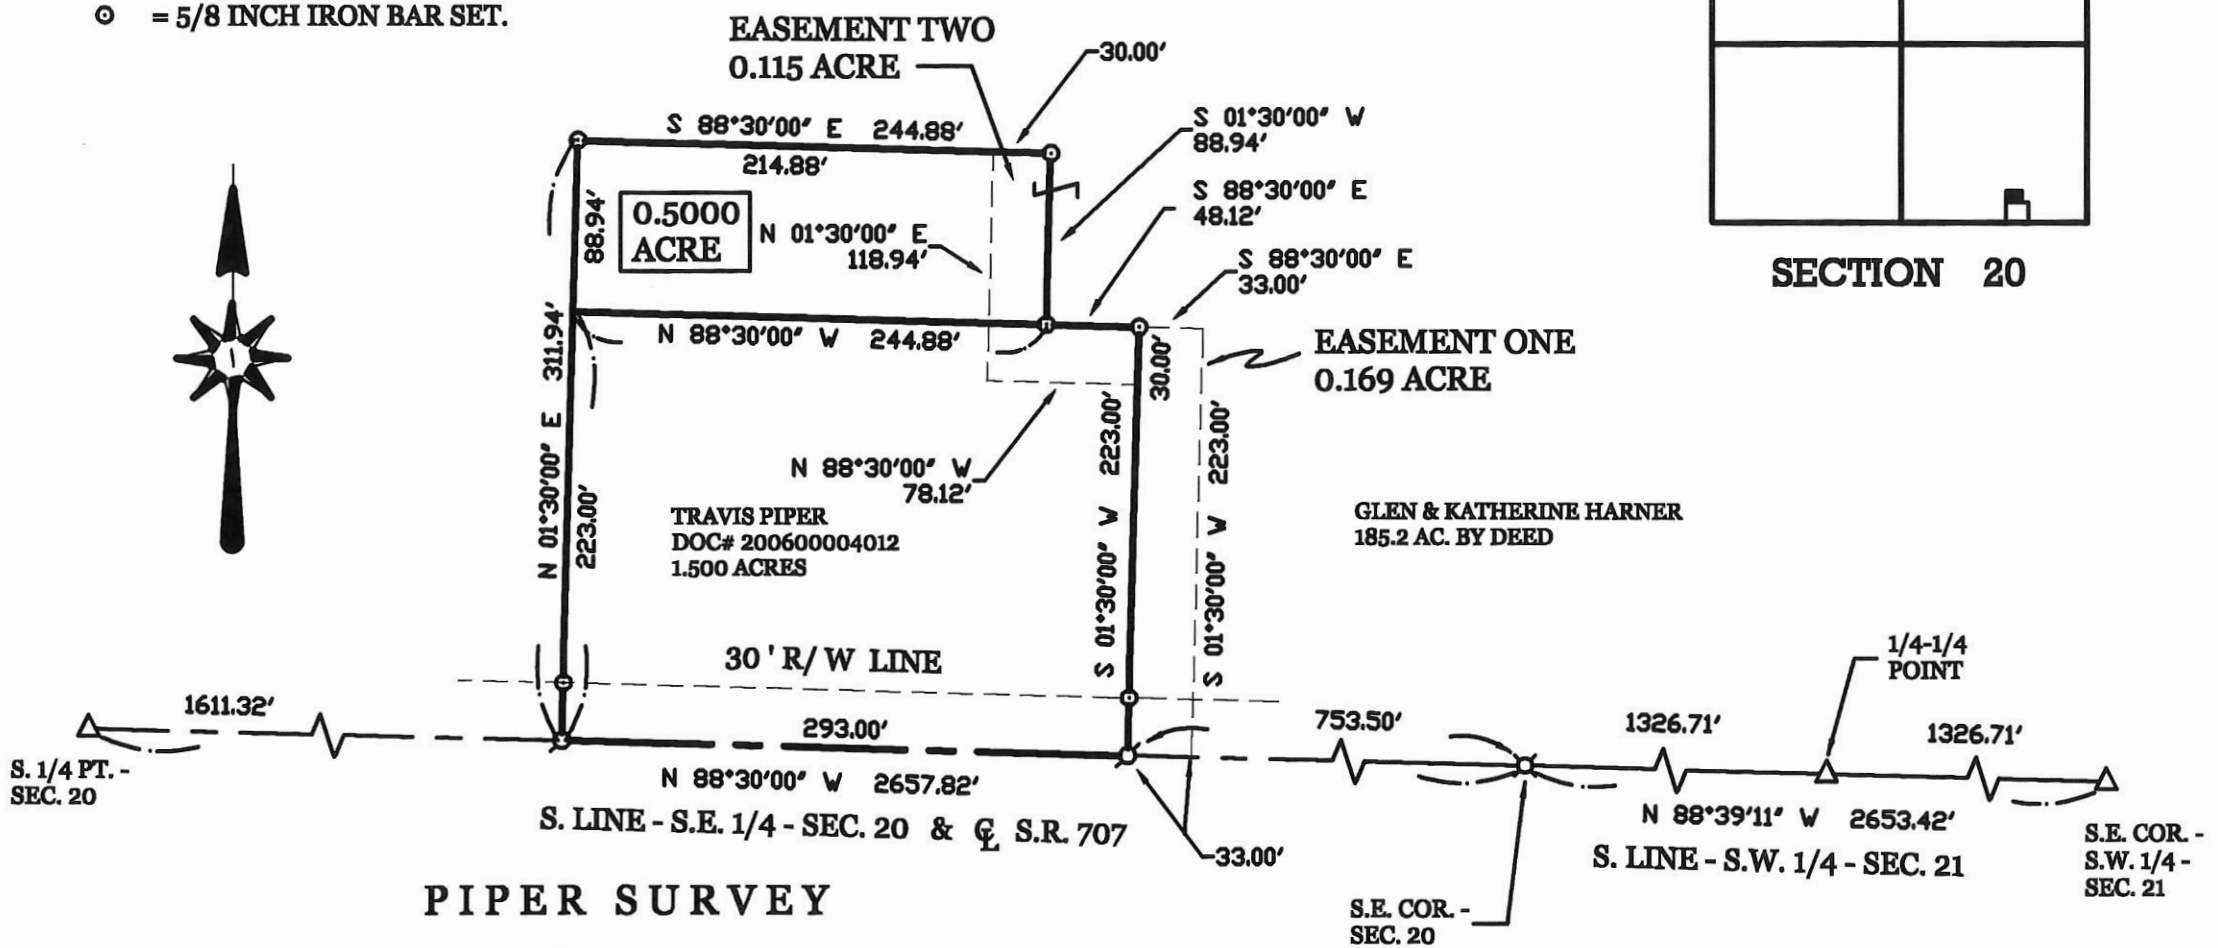 = 5/8 INCH IRON BAR SET.
EASEMENT TWO
0.115 ACRE
30.00'
S 88°30'00" E 244.88'
214.88'
S 01°30'00" W
88.94'
S 88°30'00" E
48.12'
88.94'
0.5000
ACRE
N 01°30'00" E
118.94'
S 88°30'00" E
33.00'
SECTION 20
N 88°30'00" W 244.88'
EASEMENT ONE
0.169 ACRE
30.00'
N 01°30'00" E 311.94'
223.00'
N 88°30'00" W
78.12'
S 01°30'00" W 223.00'
S 01°30'00" W 223.00'
TRAVIS PIPER
DOC# 200600004012
1.500 ACRES
GLEN & KATHERINE HARNER
185.2 AC. BY DEED
30 ' R/W LINE
1/4-1/4
POINT
1611.32'
293.00'
753.50'
1326.71'
1326.71'
S. 1/4 PT. -
SEC. 20
N 88°30'00" W 2657.82'
S. LINE - S.E. 1/4 - SEC. 20 & ℄ S.R. 707
33.00'
N 88°39'11" W 2653.42'
S. LINE - S.W. 1/4 - SEC. 21
S.E. COR. -
S.W. 1/4 -
SEC. 21
PIPER SURVEY
S.E. COR. -
SEC. 20